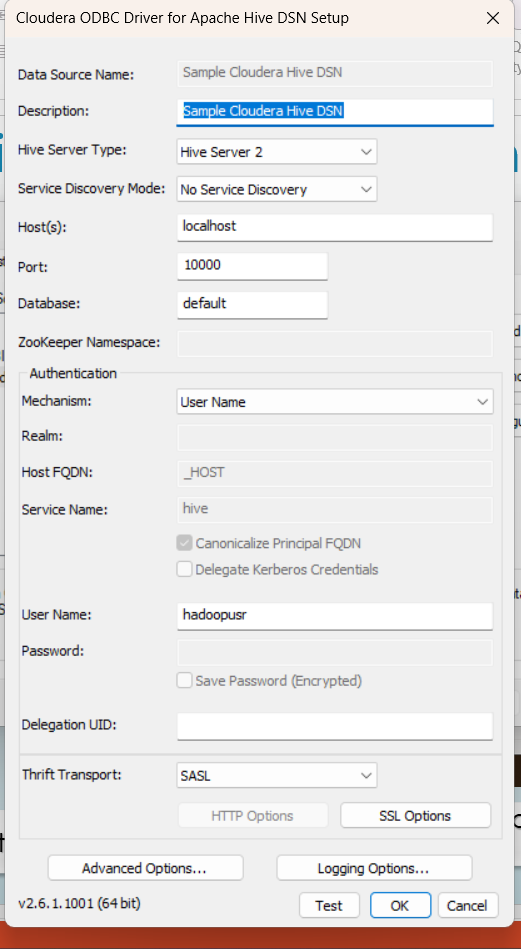 Cloudera ODBC Driver for Apache Hive DSN Setup
Data Source Name: Sample Cloudera Hive DSN
Description: Sample Cloudera Hive DSN
Hive Server Type: Hive Server 2
Service Discovery Mode: No Service Discovery
Host(s): localhost
Port: 10000
Database: default
ZooKeeper Namespace:
Authentication
Mechanism: User Name
Realm:
Host FQDN: _HOST
Service Name: hive
Canonicalize Principal FQDN
Delegate Kerberos Credentials
User Name: hadoopusr
Password:
Save Password (Encrypted)
Delegation UID:
Thrift Transport: SASL
HTTP Options SSL Options
Advanced Options... Logging Options...
v2.6.1.1001 (64 bit) Test OK Cancel